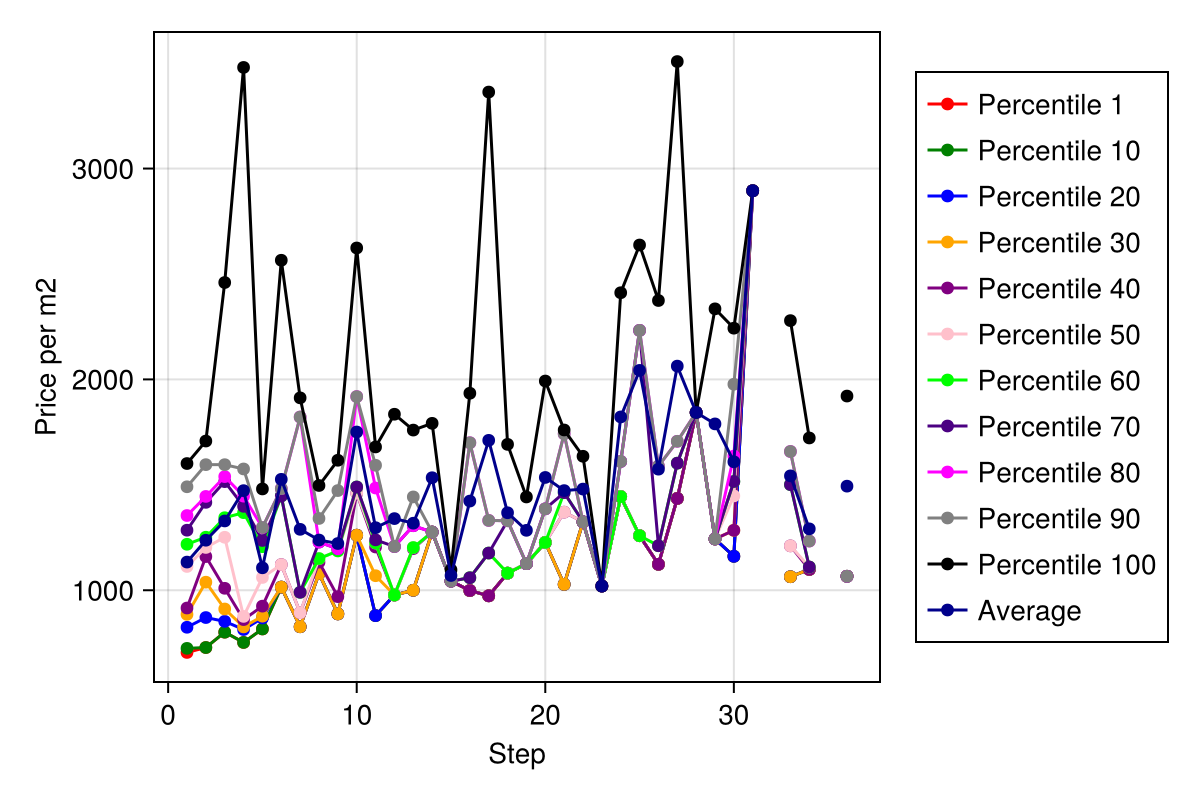 3000
2000
1000
0
10
20
30
Price per m2
Step
Percentile 1
Percentile 10
Percentile 20
Percentile 30
Percentile 40
Percentile 50
Percentile 60
Percentile 70
Percentile 80
Percentile 90
Percentile 100
Average